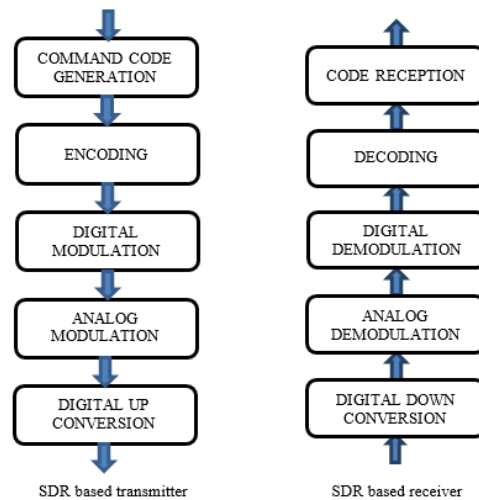 COMMAND CODE
GENERATION
ENCODING
DIGITAL
MODULATION
ANALOG
MODULATION
DIGITAL UP
CONVERSION
SDR based transmitter
CODE RECEPTION
DECODING
DIGITAL
DEMODULATION
ANALOG
DEMODULATION
DIGITAL DOWN
CONVERSION
SDR based receiver